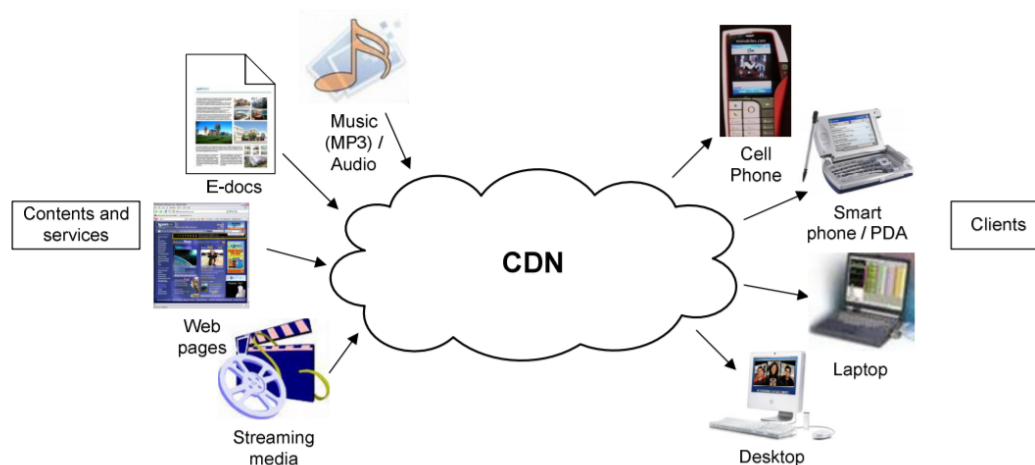 Music
(MP3) /
Audio
E-docs
Contents and
services
Web
pages
Streaming
media
CDN
Cell
Phone
Smart
phone / PDA
Clients
Laptop
Desktop